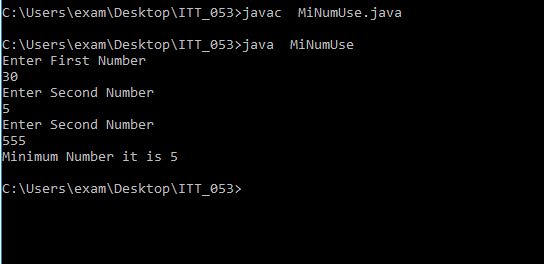 C:\Users\exam\Desktop\ITT_053>javac  MiNumUse.java
C:\Users\exam\Desktop\ITT_053>java  MiNumUse
Enter First Number
30
Enter Second Number
5
Enter Second Number
555
Minimum Number it is 5
C:\Users\exam\Desktop\ITT_053>